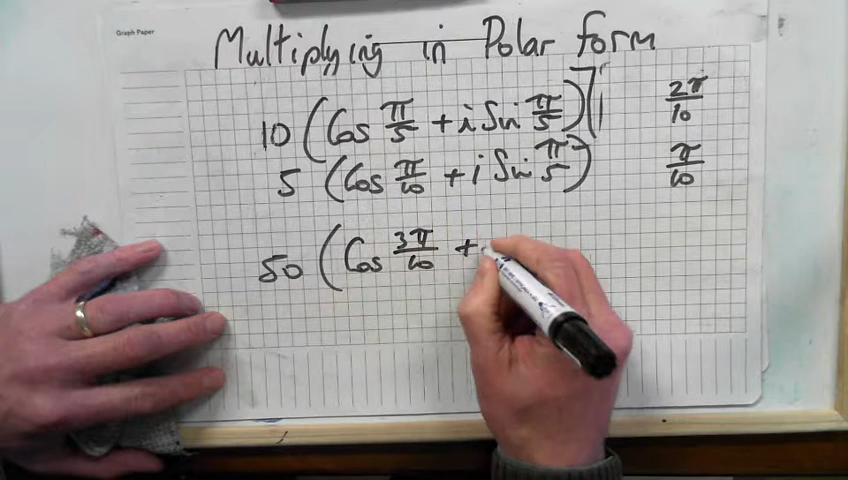 Graph Paper
Multiplying in Polar form
10 (Cos π/5 + i Sin π/5) 2π/10
5 (Cos π/10 + i Sin π/5) π/10
50 (Cos 3π/10 +